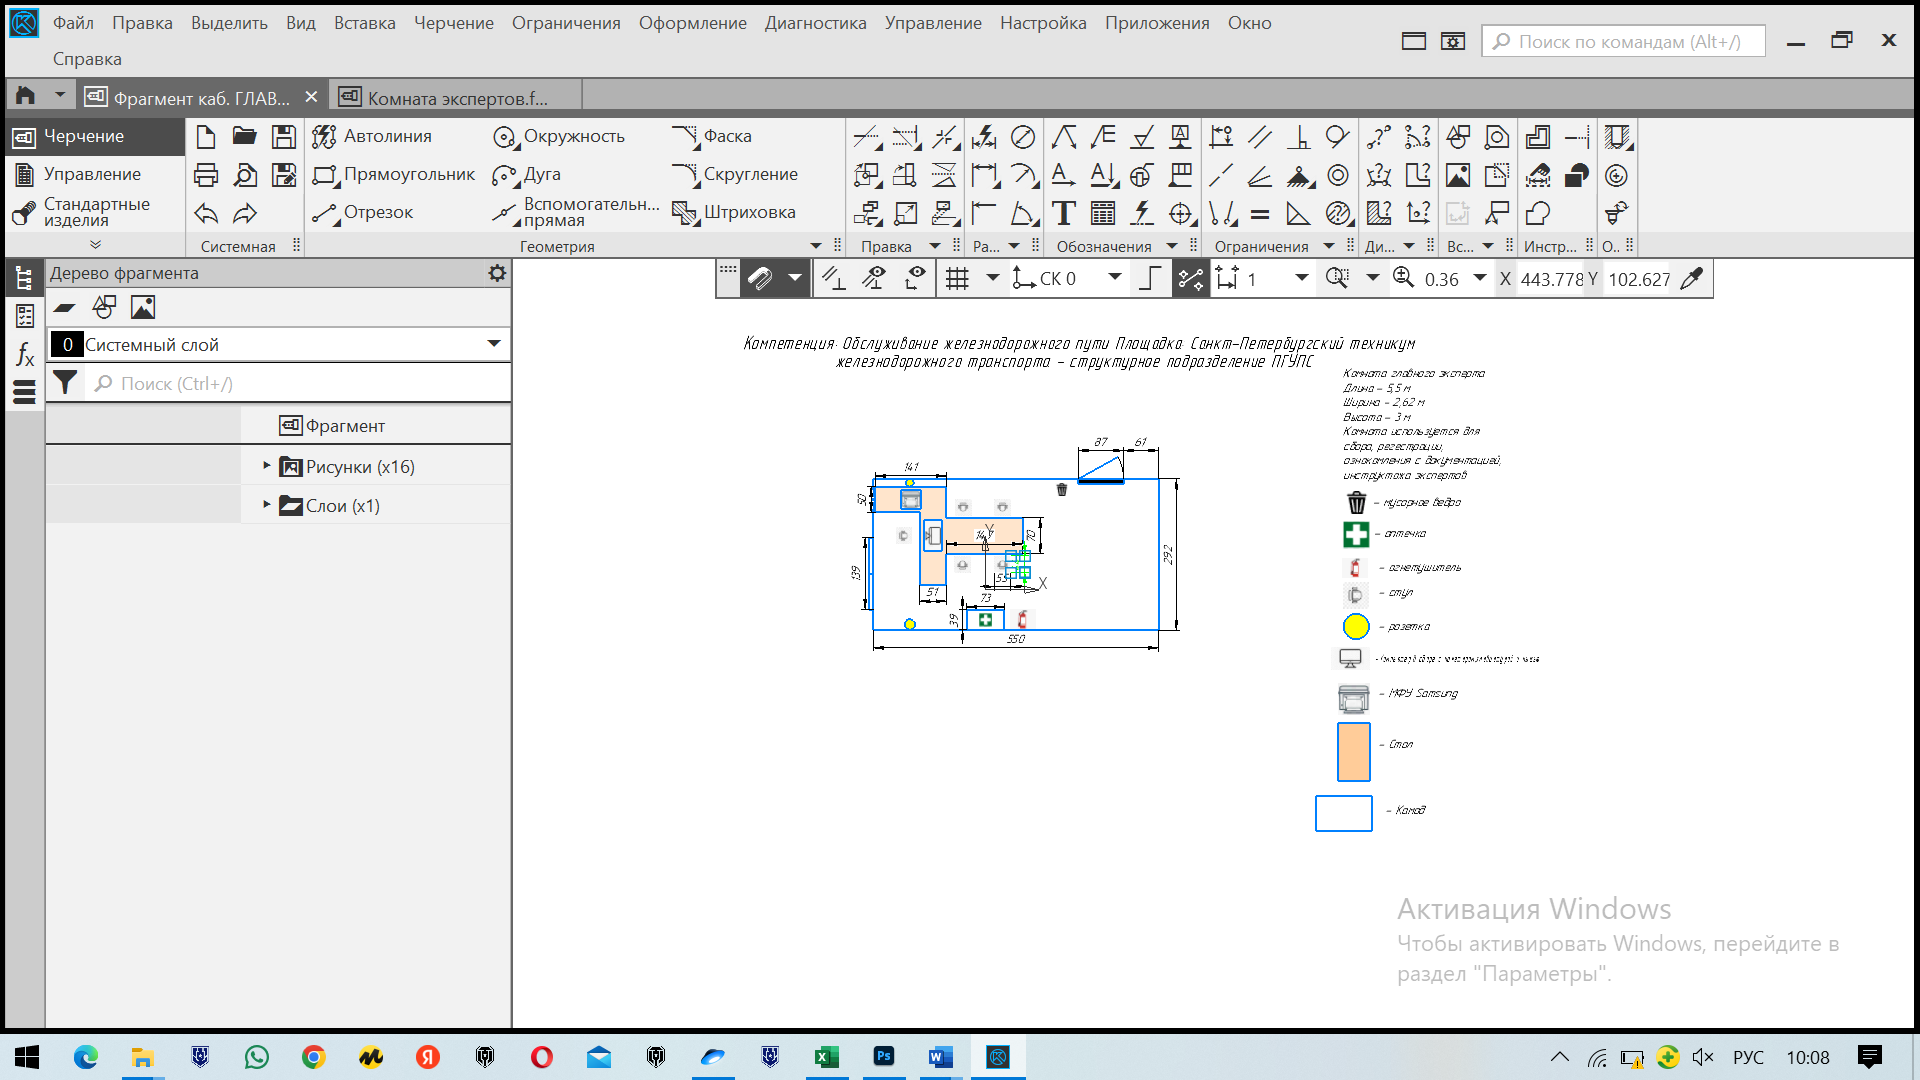 Файл Правка Выделить Вид Вставка Черчение Ограничения Оформление Диагностика Управление Настройка Приложения Окно
Справка
Поиск по командам (Alt+/)
Фрагмент каб. ГЛАВ...
Комната экспертов.f...
Черчение
Управление
Стандартные
изделия
Системная
Автолиния
Прямоугольник
Отрезок
Окружность
Дуга
Вспомогательн...
прямая
Фаска
Скругление
Штриховка
Геометрия
Правка
Ра...
Обозначения
Ограничения
Ди...
Вс...
Инстр...
О...
Дерево фрагмента
0 Системный слой
Поиск (Ctrl+/)
Фрагмент
Рисунки (x16)
Слои (x1)
СК 0
1
0.36
X 443.778 Y 102.627
Компетенция: Обслуживание железнодорожного пути Площадка: Санкт-Петербургский техникум
железнодорожного транспорта - структурное подразделение ПГУПС
Комната главного эксперта
Длина - 5,5 м
Ширина - 2,62 м
Высота - 3 м
Комната используется для
сбора, регестрации,
ознакомления с документацией,
инструктажа экспертов
- мусорное ведро
- аптечка
- огнетушитель
- стул
- розетка
- МФУ Samsung
- Стол
- Комод
87
61
141
50
147
70
Y
X
292
139
51
55
73
39
550
Активация Windows
Чтобы активировать Windows, перейдите в
раздел "Параметры".
РУС
10:08